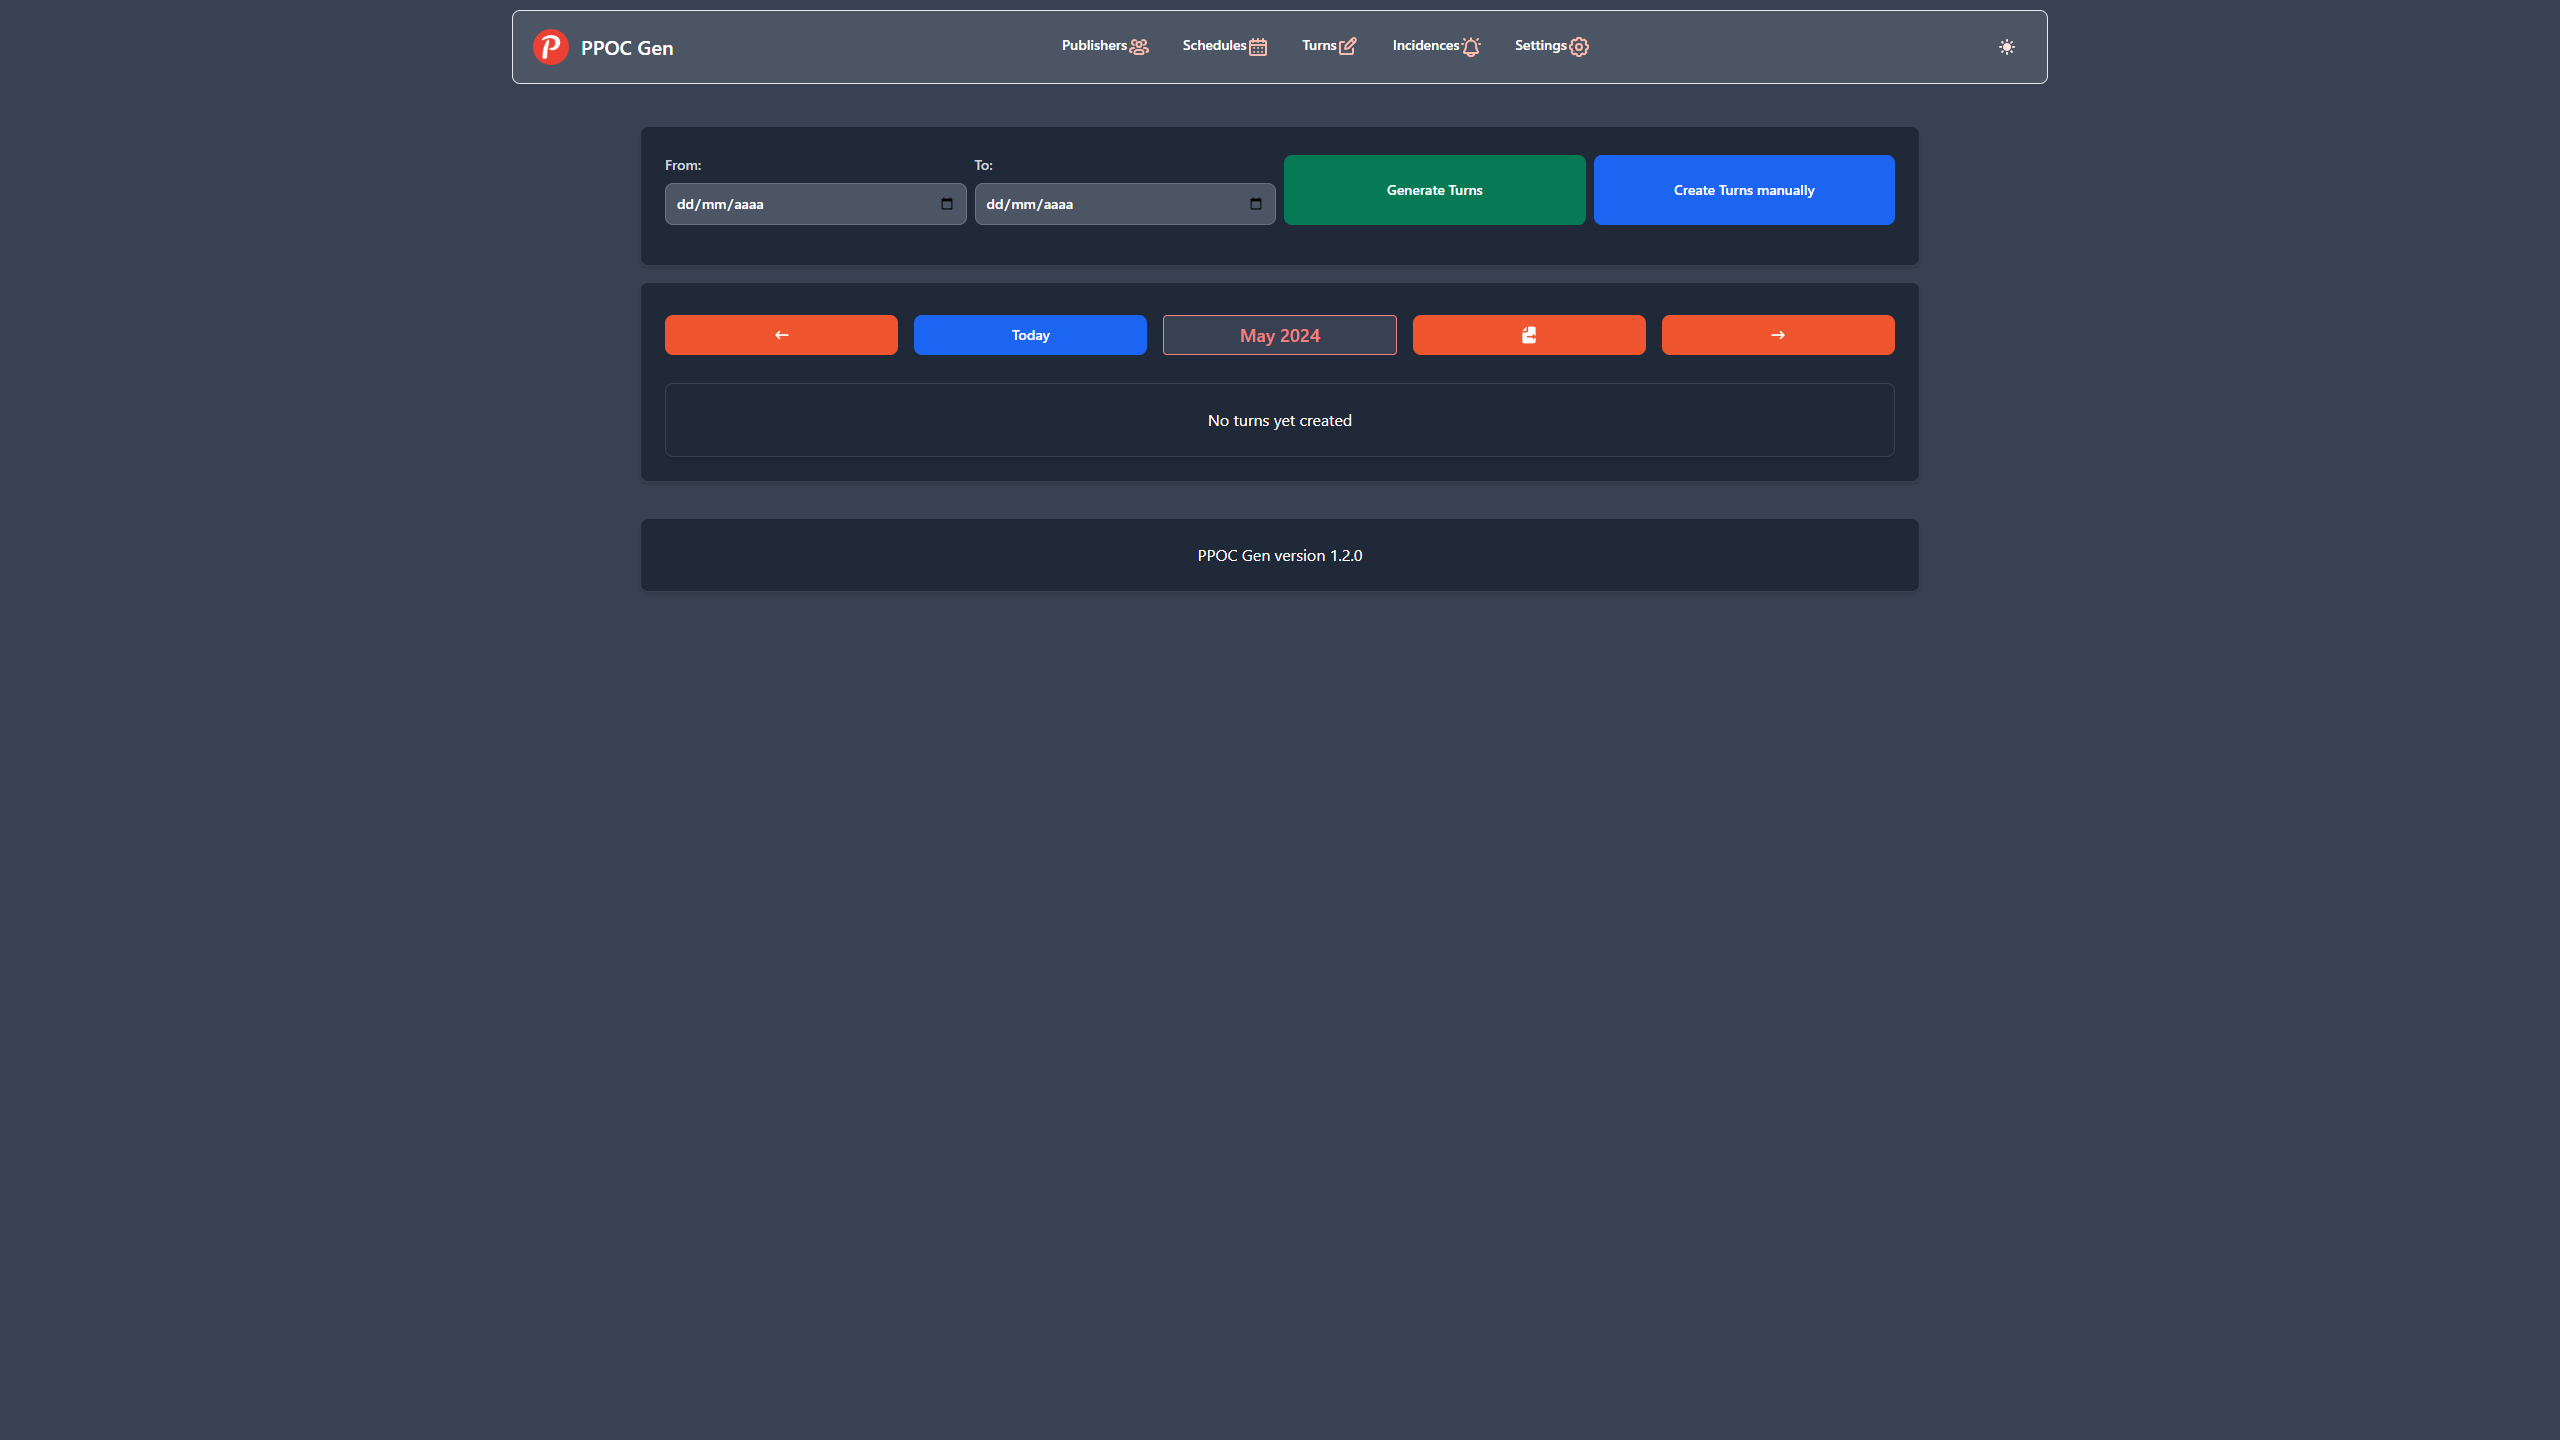 PPOC Gen
Publishers
Schedules
Turns
Incidences
Settings
From:
To:
dd/mm/aaaa
dd/mm/aaaa
Generate Turns
Create Turns manually
Today
May 2024
No turns yet created
PPOC Gen version 1.2.0